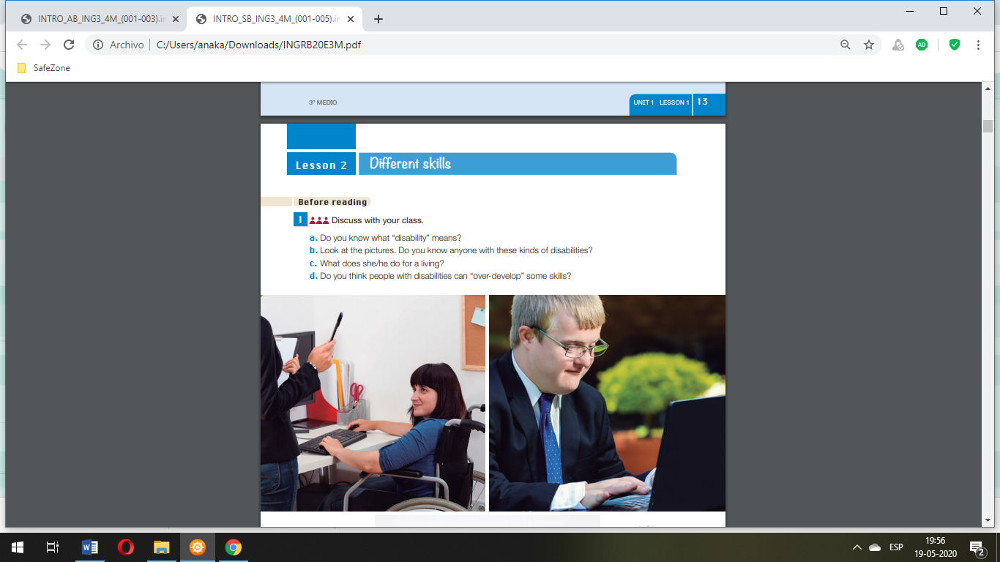 INTRO_AB_ING3_4M_(001-003).in
INTRO_SB_ING3_4M_(001-005).in
Archivo
C:/Users/anaka/Downloads/INGRB20E3M.pdf
AD
SafeZone
3º MEDIO
UNIT 1 LESSON 1 13
Lesson 2 Different skills
Before reading
1 Discuss with your class.
a. Do you know what “disability” means?
b. Look at the pictures. Do you know anyone with these kinds of disabilities?
c. What does she/he do for a living?
d. Do you think people with disabilities can “over-develop” some skills?
W
ESP
19:56
19-05-2020
2